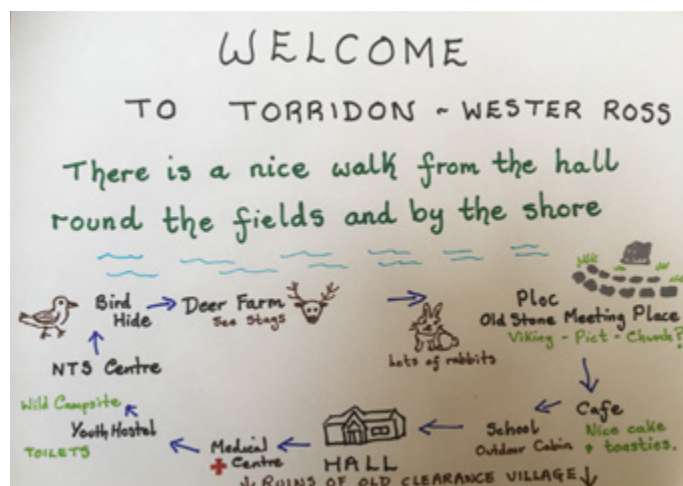 WELCOME
TO TORRIDON ~ WESTER ROSS
There is a nice walk from the hall
round the fields and by the shore
Bird
Hide
Deer Farm
See Stags
Lots of rabbits
Ploc
Old Stone Meeting Place
Viking - Pict - Church?
NTS Centre
Wild Campsite
Youth Hostel
TOILETS
Medical
Centre
HALL
School
Outdoor Cabin
Cafe
Nice cake
+ toasties.
RUINS OF OLD CLEARANCE VILLAGE